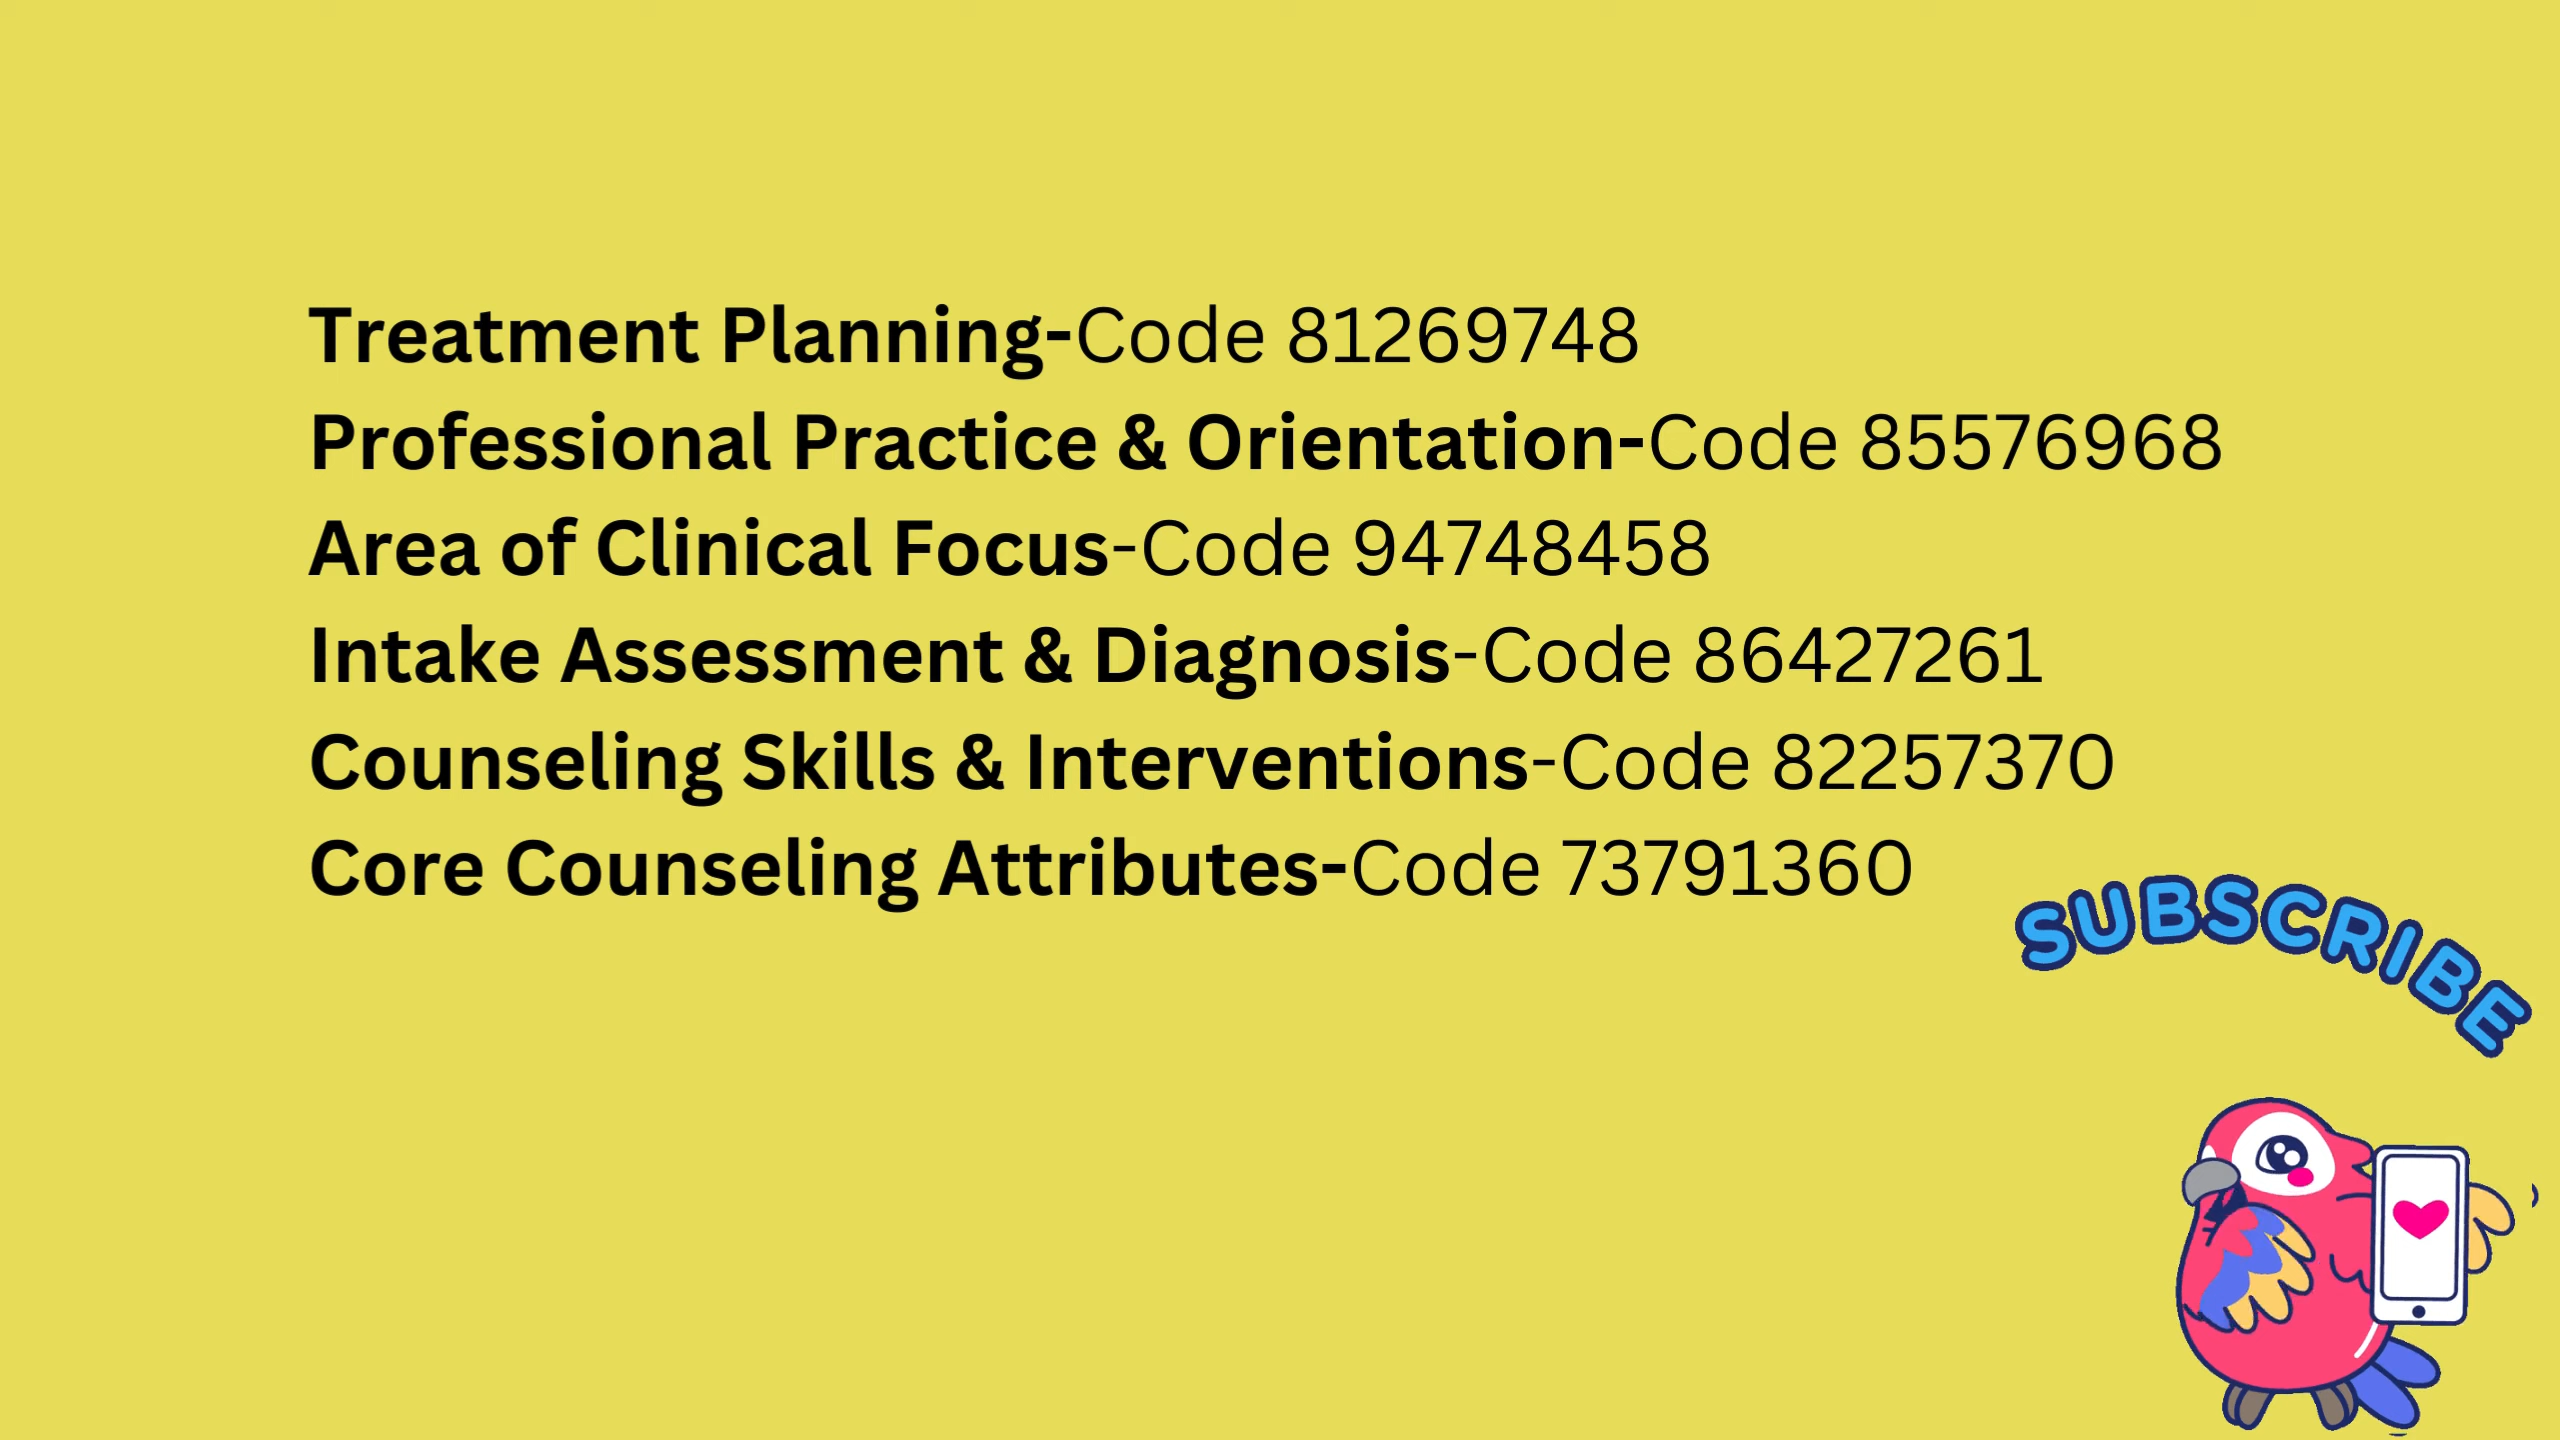 Treatment Planning-Code 81269748
Professional Practice & Orientation-Code 85576968
Area of Clinical Focus-Code 94748458
Intake Assessment & Diagnosis-Code 86427261
Counseling Skills & Interventions-Code 82257370
Core Counseling Attributes-Code 73791360
SUBSCRIBE